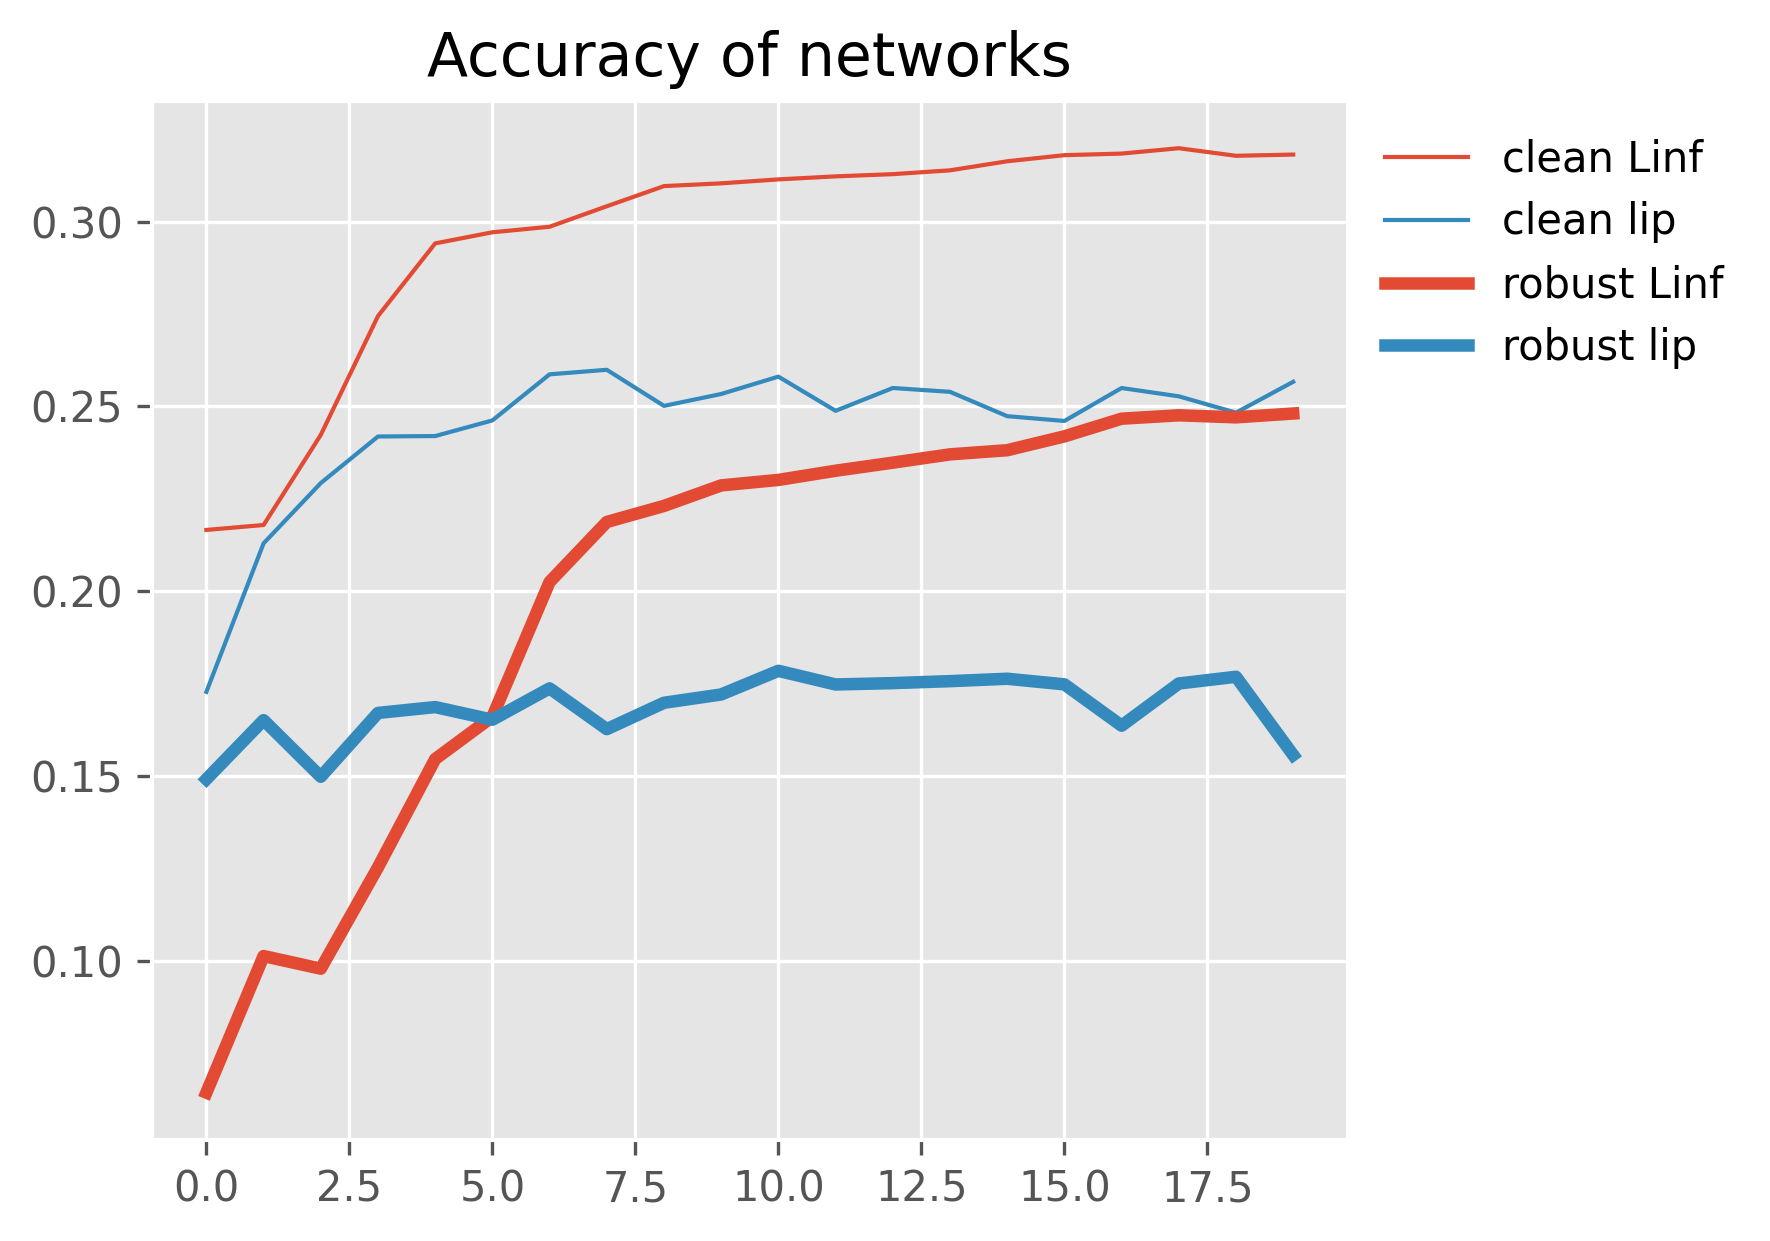 Accuracy of networks
clean Linf
clean lip
robust Linf
robust lip
0.30
0.25
0.20
0.15
0.10
0.0 2.5 5.0 7.5 10.0 12.5 15.0 17.5